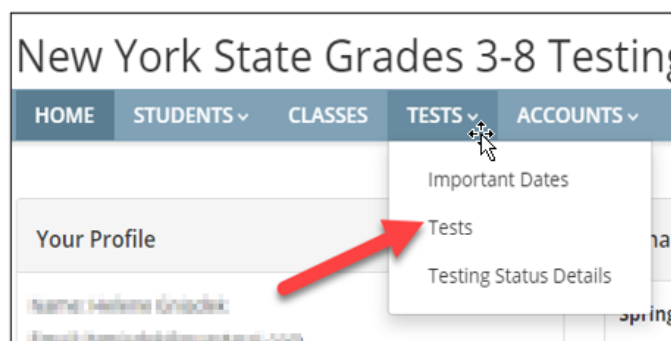 New York State Grades 3-8 Testing
HOME STUDENTS CLASSES TESTS ACCOUNTS
Important Dates
Your Profile
Tests
Testing Status Details
Spring